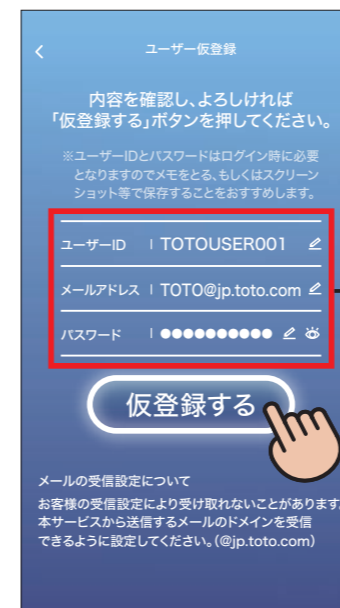 ユーザー仮登録
内容を確認し、よろしければ
「仮登録する」ボタンを押してください。
※ユーザーIDとパスワードはログイン時に必要
となりますのでメモをとる、もしくはスクリーン
ショット等で保存することをおすすめします。
ユーザーID TOTOUSER001
メールアドレス TOTO@jp.toto.com
パスワード ●●●●●●●●●●
仮登録する
メールの受信設定について
お客様の受信設定により受け取れないことがあります。
本サービスから送信するメールのドメインを受信
できるように設定してください。(@jp.toto.com)